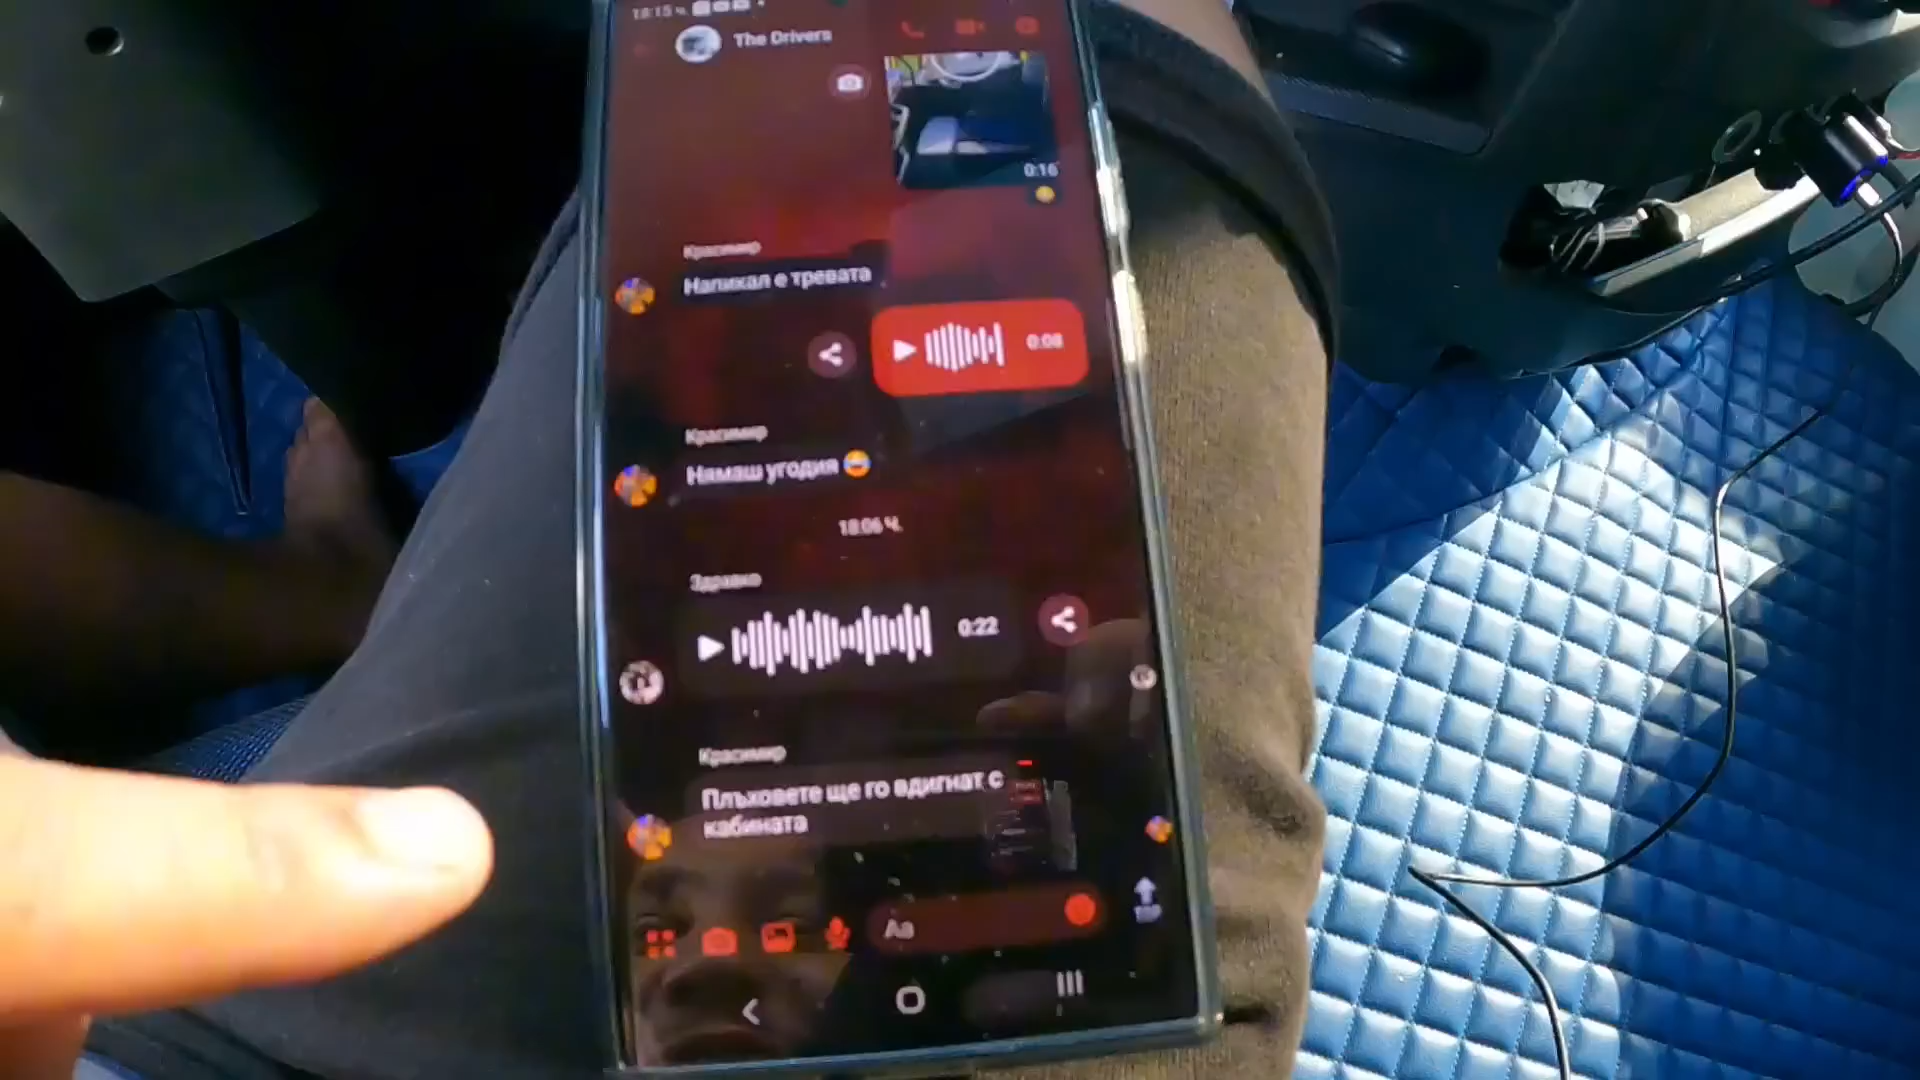 18:15 ч.
The Drivers
0:16
Красимир
Напикал е тревата
0:08
Красимир
Нямаш угодия
18:06 Ч.
Здравко
0:22
Красимир
Плъховете ще го вдигнат с
кабината
Aa